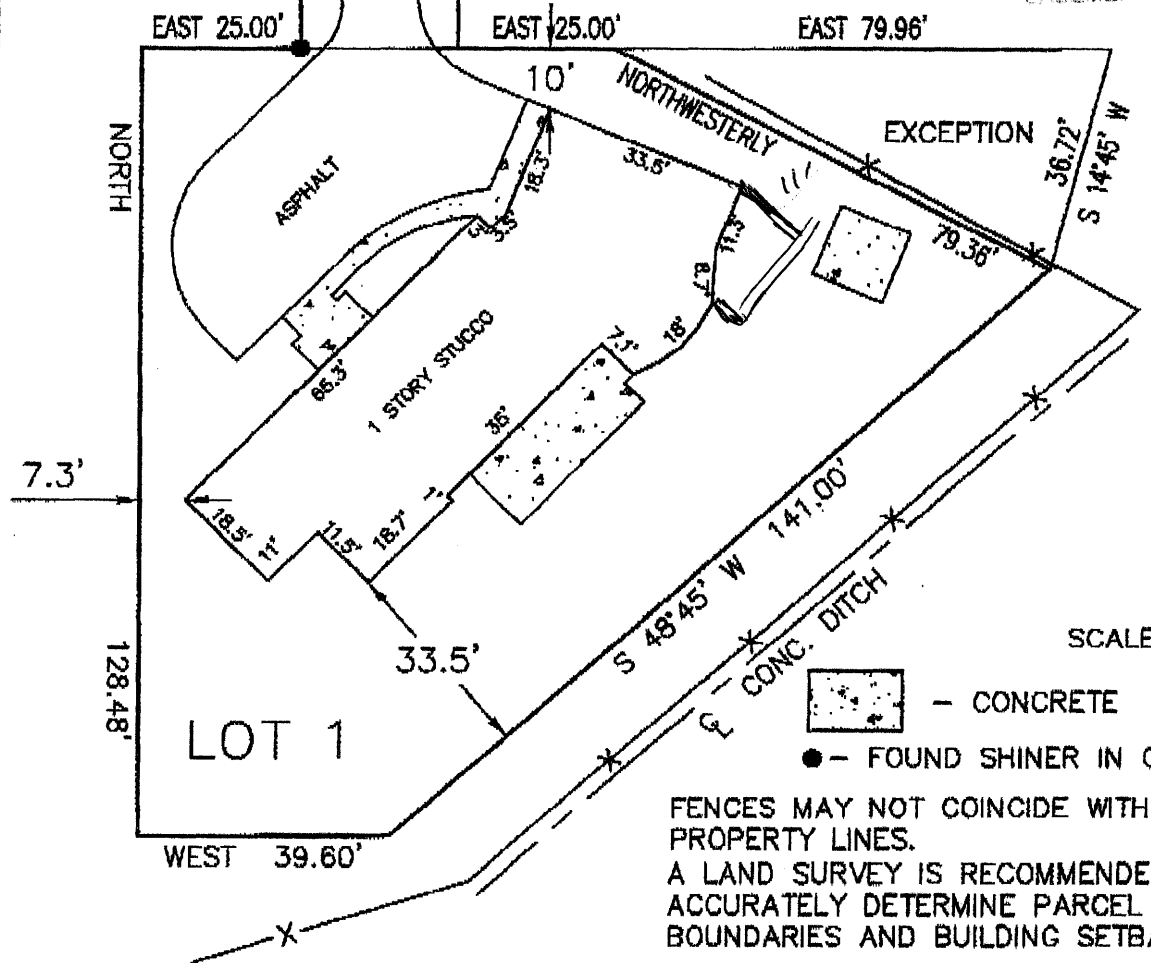 EAST 25.00'
EAST 25.00'
EAST 79.96'
10'
NORTHWESTERLY
EXCEPTION
36.72'
S 14°45' W
NORTH
ASPHALT
18.3'
33.5'
3'
5.5'
11.3'
79.36'
8.7'
18'
7.1'
1 STORY STUCCO
65.3'
36'
7.3'
1'
18.5'
11'
11.5'
18.7'
141.00'
S 48°45' W
33.5'
CONC. DITCH
SCALE
128.48'
LOT 1
- CONCRETE
- FOUND SHINER IN
WEST 39.60'
FENCES MAY NOT COINCIDE WITH
PROPERTY LINES.
A LAND SURVEY IS RECOMMENDE
ACCURATELY DETERMINE PARCEL
BOUNDARIES AND BUILDING SETBA